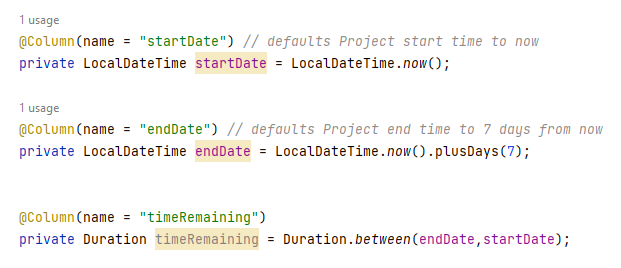 1 usage
@Column(name = "startDate") // defaults Project start time to now
private LocalDateTime startDate = LocalDateTime.now();
1 usage
@Column(name = "endDate") // defaults Project end time to 7 days from now
private LocalDateTime endDate = LocalDateTime.now().plusDays(7);
@Column(name = "timeRemaining")
private Duration timeRemaining = Duration.between(endDate,startDate);